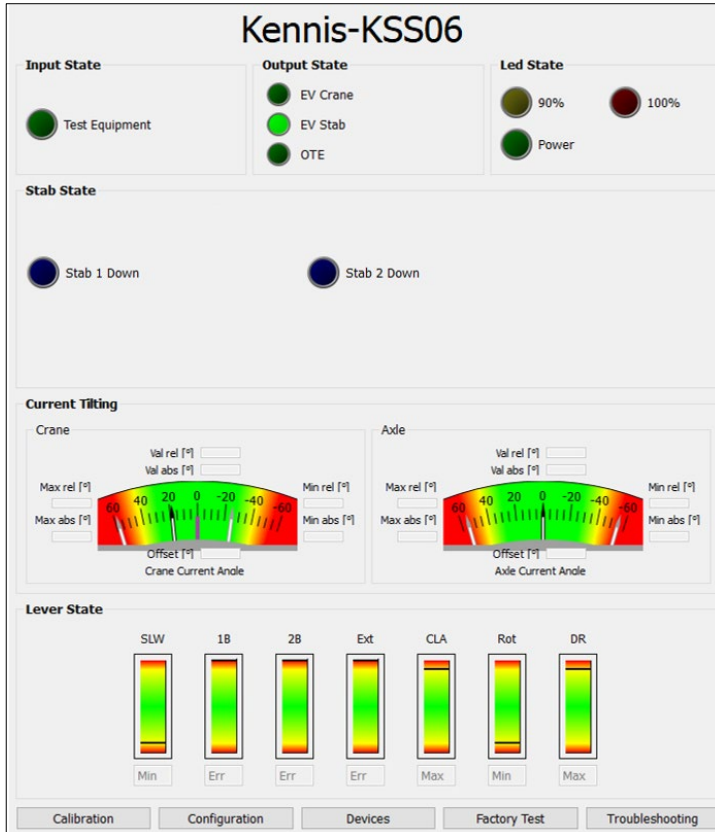 Kennis-KSS06
Input State
Output State
Led State
Test Equipment
EV Crane
EV Stab
OTE
90%
100%
Power
Stab State
Stab 1 Down
Stab 2 Down
Current Tilting
Crane
Val rel [°]
Val abs [°]
Max rel [°]
Min rel [°]
Max abs [°]
Min abs [°]
60 40 20 0 -20 -40 -60
Offset [°]
Crane Current Angle
Axle
Val rel [°]
Val abs [°]
Max rel [°]
Min rel [°]
Max abs [°]
Min abs [°]
60 40 20 0 -20 -40 -60
Offset [°]
Axle Current Angle
Lever State
SLW 1B 2B Ext CLA Rot DR
Min Err Err Err Max Min Max
Calibration Configuration Devices Factory Test Troubleshooting